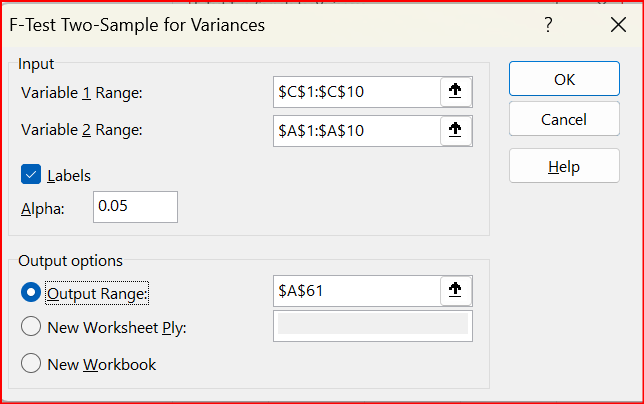 F-Test Two-Sample for Variances ?
Input
Variable 1 Range: $C$1:$C$10
Variable 2 Range: $A$1:$A$10
Labels
Alpha: 0.05
OK
Cancel
Help
Output options
Output Range: $A$61
New Worksheet Ply:
New Workbook